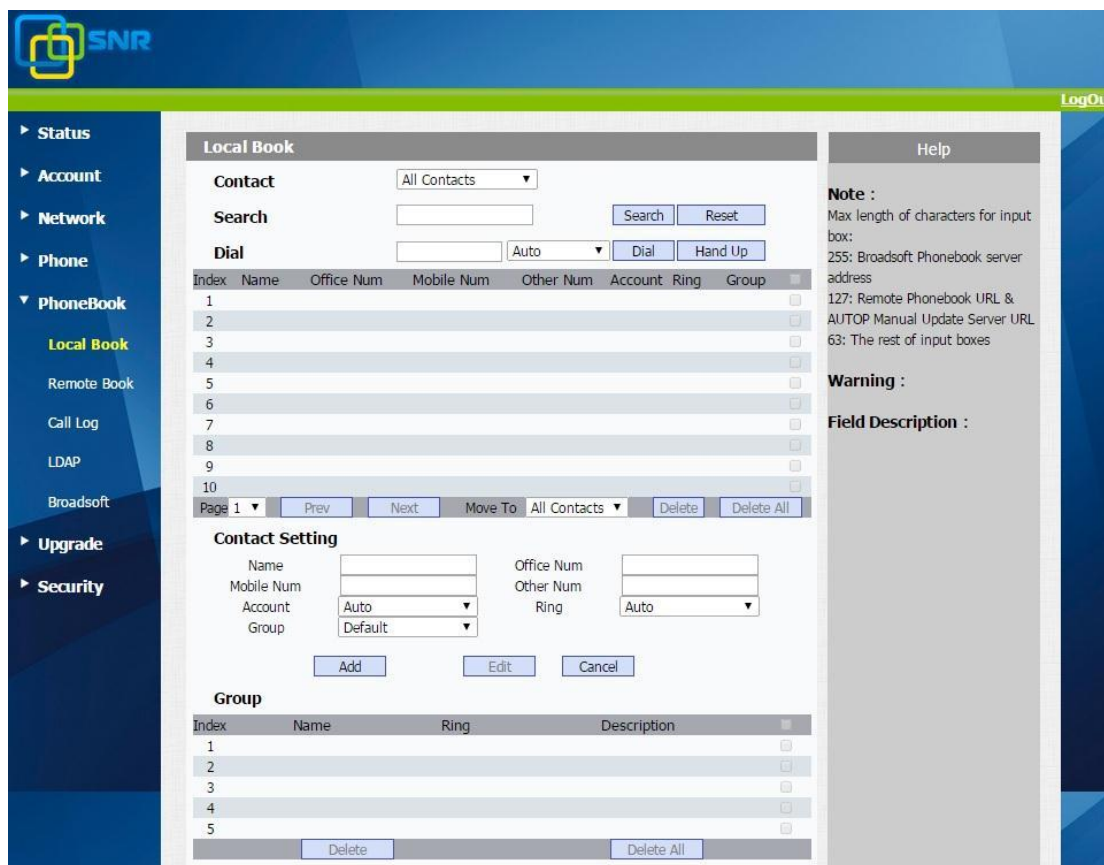 SNR
LogOu
Status
Account
Network
Phone
PhoneBook
Local Book
Remote Book
Call Log
LDAP
Broadsoft
Upgrade
Security
Local Book
Contact All Contacts
Search Search Reset
Dial Auto Dial Hand Up
Index Name Office Num Mobile Num Other Num Account Ring Group
1
2
3
4
5
6
7
8
9
10
Page 1 Prev Next Move To All Contacts Delete Delete All
Contact Setting
Name Office Num
Mobile Num Other Num
Account Auto Ring Auto
Group Default
Add Edit Cancel
Group
Index Name Ring Description
1
2
3
4
5
Delete Delete All
Help
Note :
Max length of characters for input
box:
255: Broadsoft Phonebook server
address
127: Remote Phonebook URL &
AUTOP Manual Update Server URL
63: The rest of input boxes
Warning :
Field Description :